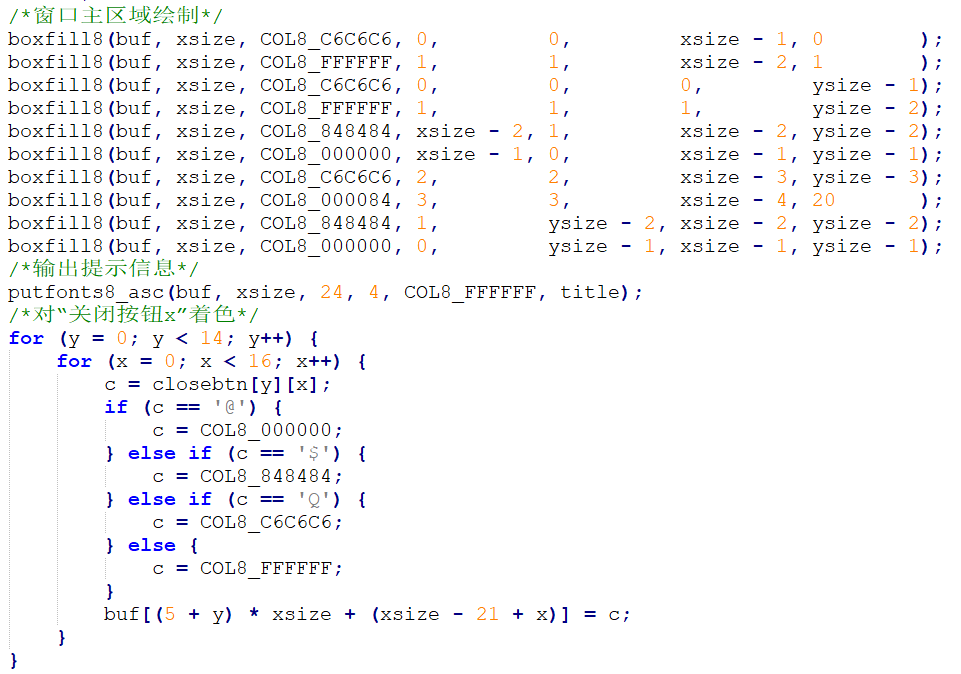 /*窗口主区域绘制*/
boxfill8(buf, xsize, COL8_C6C6C6, 0,         0,         xsize - 1, 0        );
boxfill8(buf, xsize, COL8_FFFFFF, 1,         1,         xsize - 2, 1        );
boxfill8(buf, xsize, COL8_C6C6C6, 0,         0,         0,         ysize - 1);
boxfill8(buf, xsize, COL8_FFFFFF, 1,         1,         1,         ysize - 2);
boxfill8(buf, xsize, COL8_848484, xsize - 2, 1,         xsize - 2, ysize - 2);
boxfill8(buf, xsize, COL8_000000, xsize - 1, 0,         xsize - 1, ysize - 1);
boxfill8(buf, xsize, COL8_C6C6C6, 2,         2,         xsize - 3, ysize - 3);
boxfill8(buf, xsize, COL8_000084, 3,         3,         xsize - 4, 20       );
boxfill8(buf, xsize, COL8_848484, 1,         ysize - 2, xsize - 2, ysize - 2);
boxfill8(buf, xsize, COL8_000000, 0,         ysize - 1, xsize - 1, ysize - 1);
/*输出提示信息*/
putfonts8_asc(buf, xsize, 24, 4, COL8_FFFFFF, title);
/*对“关闭按钮x”着色*/
for (y = 0; y < 14; y++) {
    for (x = 0; x < 16; x++) {
        c = closebtn[y][x];
        if (c == '@') {
            c = COL8_000000;
        } else if (c == '$') {
            c = COL8_848484;
        } else if (c == 'Q') {
            c = COL8_C6C6C6;
        } else {
            c = COL8_FFFFFF;
        }
        buf[(5 + y) * xsize + (xsize - 21 + x)] = c;
    }
}